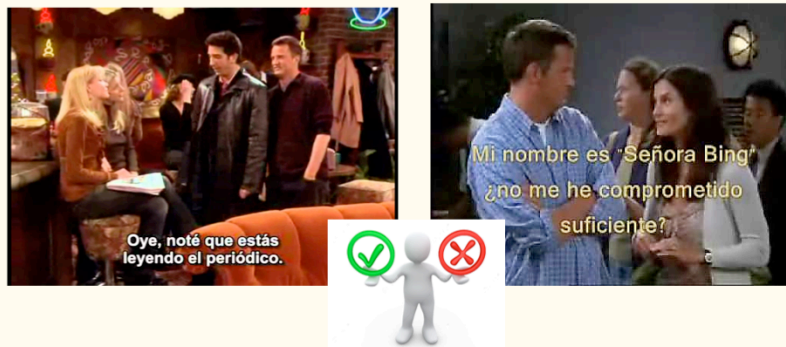 Oye, noté que estás
leyendo el periódico.
Mi nombre es "Señora Bing"
¿no me he comprometido
suficiente?